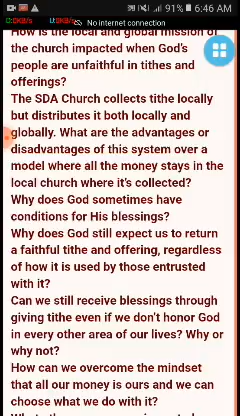 0.0KB/s U:0KB/s 91% 6:46 AM
No internet connection
How is the local and global mission of
the church impacted when God's
people are unfaithful in tithes and
offerings?
The SDA Church collects tithe locally
but distributes it both locally and
globally. What are the advantages or
disadvantages of this system over a
model where all the money stays in the
local church where it's collected?
Why does God sometimes have
conditions for His blessings?
Why does God still expect us to return
a faithful tithe and offering, regardless
of how it is used by those entrusted
with it?
Can we still receive blessings through
giving tithe even if we don't honor God
in every other area of our lives? Why or
why not?
How can we overcome the mindset
that all our money is ours and we can
choose what we do with it?